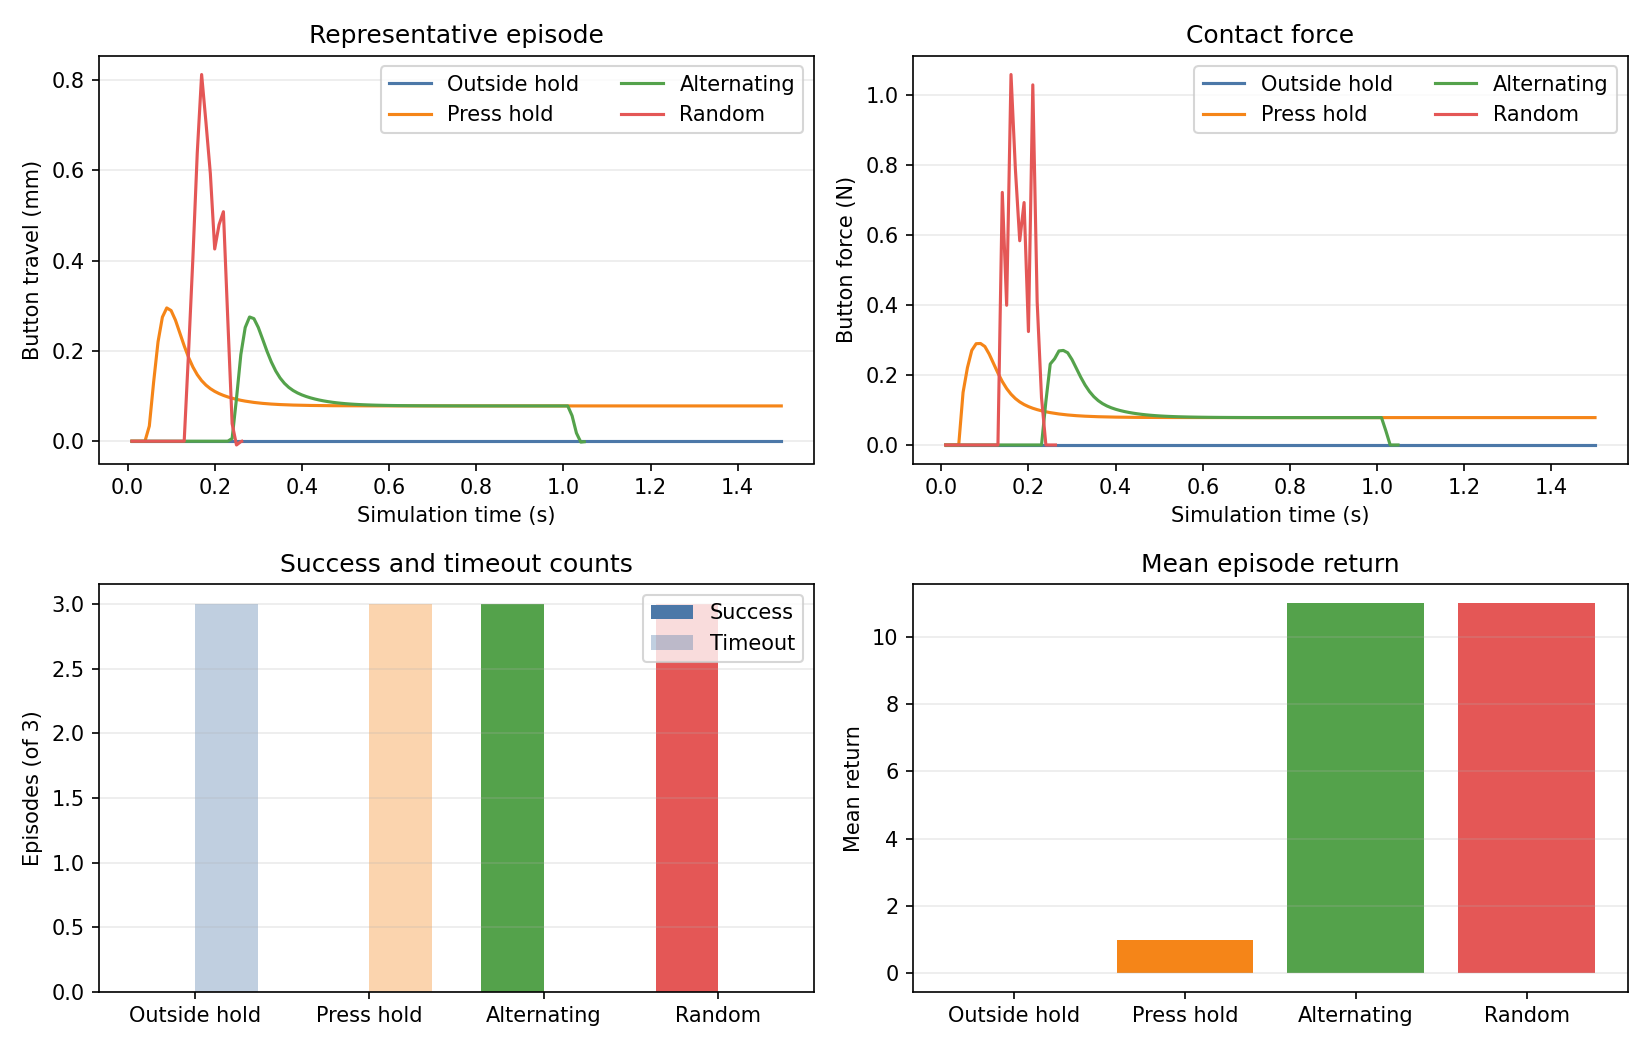 Representative episode
Button travel (mm)
0.8
0.6
0.4
0.2
0.0
Outside hold
Press hold
Alternating
Random
0.0 0.2 0.4 0.6 0.8 1.0 1.2 1.4
Simulation time (s)
Contact force
Button force (N)
1.0
0.8
0.6
0.4
0.2
0.0
Outside hold
Press hold
Alternating
Random
0.0 0.2 0.4 0.6 0.8 1.0 1.2 1.4
Simulation time (s)
Success and timeout counts
Episodes (of 3)
3.0
2.5
2.0
1.5
1.0
0.5
0.0
Success
Timeout
Outside hold Press hold Alternating Random
Mean episode return
Mean return
10
8
6
4
2
0
Outside hold Press hold Alternating Random